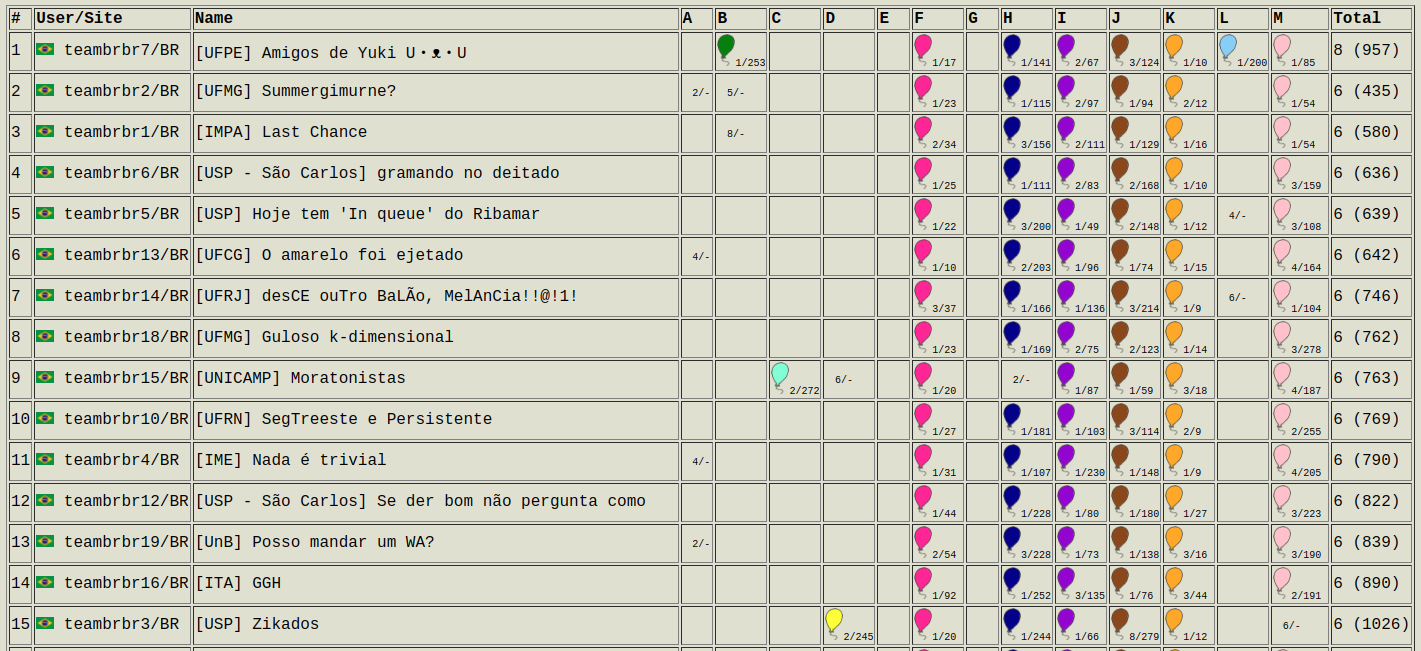 # User/Site Name A B C D E F G H I J K L M Total
1 teambrbr7/BR [UFPE] Amigos de Yuki U・ᴥ・U 1/253 1/17 1/141 2/67 3/124 1/10 1/200 1/85 8 (957)
2 teambrbr2/BR [UFMG] Summergimurne? 2/- 5/- 1/23 1/115 2/97 1/94 2/12 1/54 6 (435)
3 teambrbr1/BR [IMPA] Last Chance 8/- 2/34 3/156 2/111 1/129 1/16 1/54 6 (580)
4 teambrbr6/BR [USP - São Carlos] gramando no deitado 1/25 1/111 2/83 2/168 1/10 3/159 6 (636)
5 teambrbr5/BR [USP] Hoje tem 'In queue' do Ribamar 1/22 3/200 1/49 2/148 1/12 4/- 3/108 6 (639)
6 teambrbr13/BR [UFCG] O amarelo foi ejetado 4/- 1/10 2/203 1/96 1/74 1/15 4/164 6 (642)
7 teambrbr14/BR [UFRJ] desCE ouTro BaLÃo, MelAnCia!!@!1! 3/37 1/166 1/136 3/214 1/9 6/- 1/104 6 (746)
8 teambrbr18/BR [UFMG] Guloso k-dimensional 1/23 1/169 2/75 2/123 1/14 3/278 6 (762)
9 teambrbr15/BR [UNICAMP] Moratonistas 2/272 6/- 1/20 2/- 1/87 1/59 3/18 4/187 6 (763)
10 teambrbr10/BR [UFRN] SegTreeste e Persistente 1/27 1/181 1/103 3/114 2/9 2/255 6 (769)
11 teambrbr4/BR [IME] Nada é trivial 4/- 1/31 1/107 1/230 1/148 1/9 4/205 6 (790)
12 teambrbr12/BR [USP - São Carlos] Se der bom não pergunta como 1/44 1/228 1/80 1/180 1/27 3/223 6 (822)
13 teambrbr19/BR [UnB] Posso mandar um WA? 2/- 2/54 3/228 1/73 1/138 3/16 3/190 6 (839)
14 teambrbr16/BR [ITA] GGH 1/92 1/252 3/135 1/76 3/44 2/191 6 (890)
15 teambrbr3/BR [USP] Zikados 2/245 1/20 1/244 1/66 8/279 1/12 6/- 6 (1026)